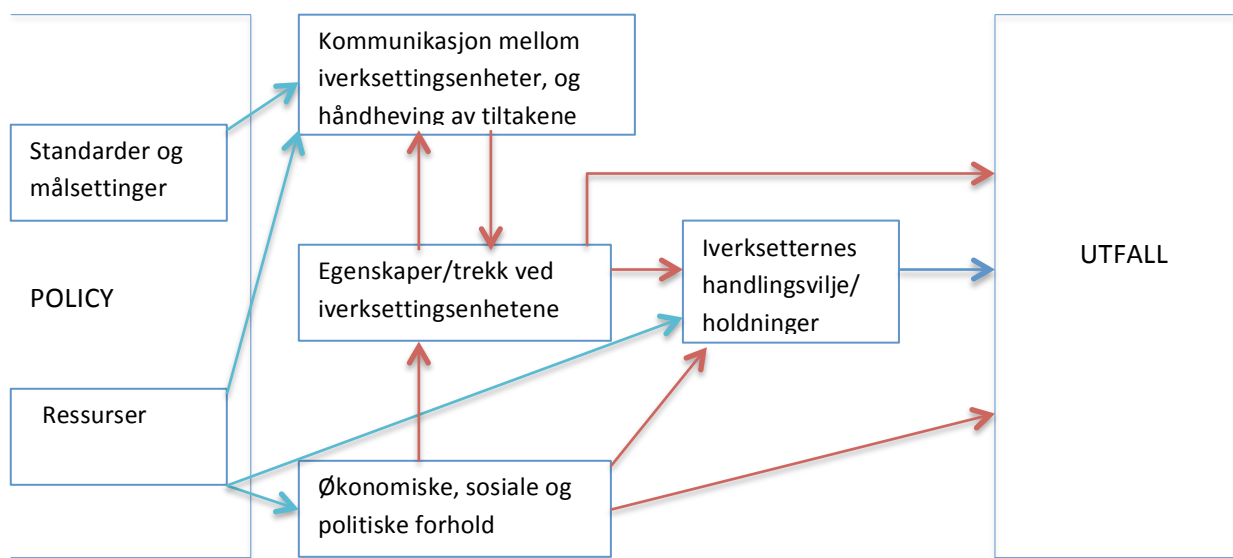 Kommunikasjon mellom
iverksettingsenheter, og
håndheving av tiltakene
Standarder og
målsettinger
POLICY
Ressurser
Egenskaper/trekk ved
iverksettingsenhetene
Iverksetternes
handlingsvilje/
holdninger
Økonomiske, sosiale og
politiske forhold
UTFALL